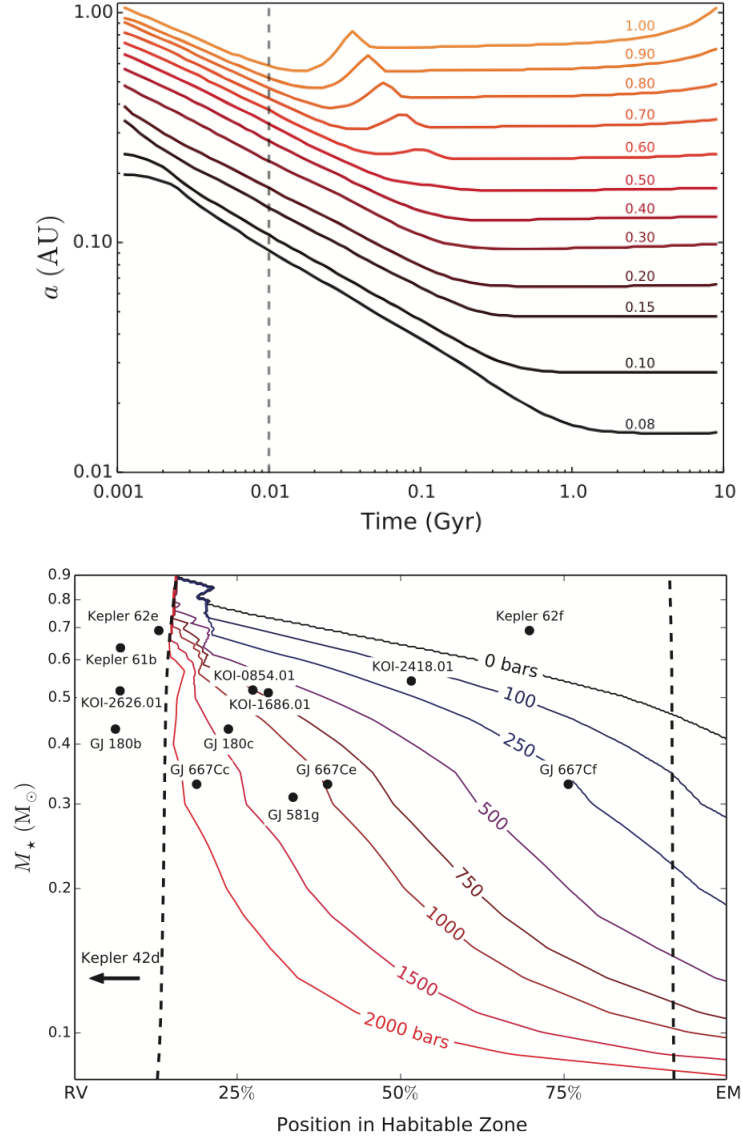 1.00
0.10
0.01
a (AU)
1.00
0.90
0.80
0.70
0.60
0.50
0.40
0.30
0.20
0.15
0.10
0.08
0.001 0.01 0.1 1.0 10
Time (Gyr)
0.9
0.8
0.7
0.6
0.5
0.4
0.3
0.2
0.1
M⋆ (M⊙)
Kepler 62e
Kepler 62f
Kepler 61b
0 bars
KOI-2418.01
KOI-0854.01
KOI-2626.01
KOI-1686.01
100
GJ 180b
GJ 180c
250
GJ 667Cc
GJ 667Ce
GJ 667Cf
GJ 581g
500
750
1000
Kepler 42d
1500
2000 bars
RV 25% 50% 75% EM
Position in Habitable Zone